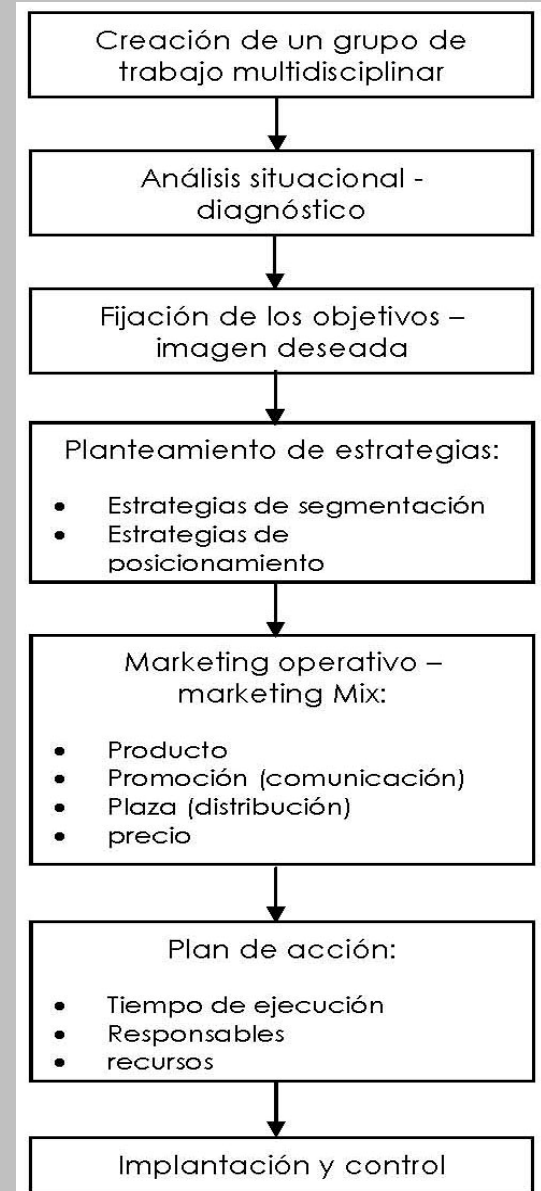 Creación de un grupo de
trabajo multidisciplinar
Análisis situacional -
diagnóstico
Fijación de los objetivos –
imagen deseada
Planteamiento de estrategias:
• Estrategias de segmentación
• Estrategias de
posicionamiento
Marketing operativo –
marketing Mix:
• Producto
• Promoción (comunicación)
• Plaza (distribución)
• precio
Plan de acción:
• Tiempo de ejecución
• Responsables
• recursos
Implantación y control